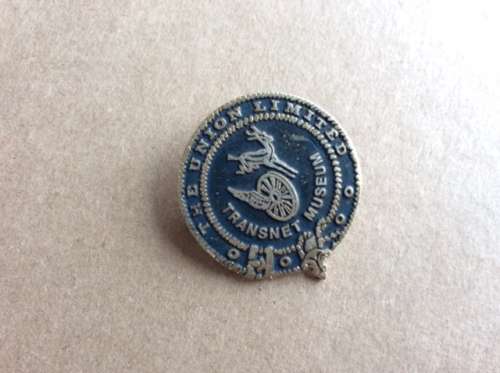 THE UNION LIMITED
TRANSNET MUSEUM